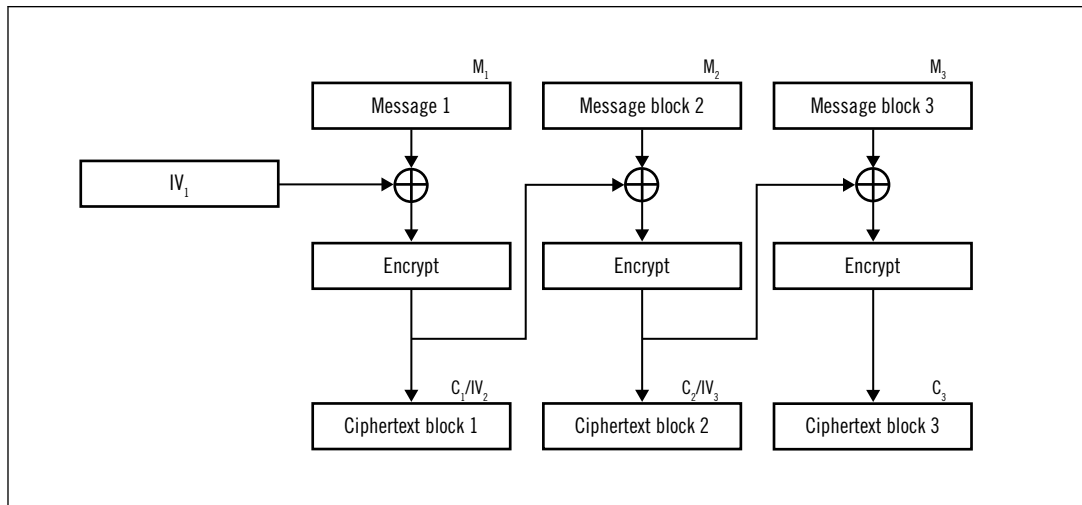 M₁ M₂ M₃
Message 1 Message block 2 Message block 3
IV₁
Encrypt Encrypt Encrypt
C₁/IV₂ C₂/IV₃ C₃
Ciphertext block 1 Ciphertext block 2 Ciphertext block 3